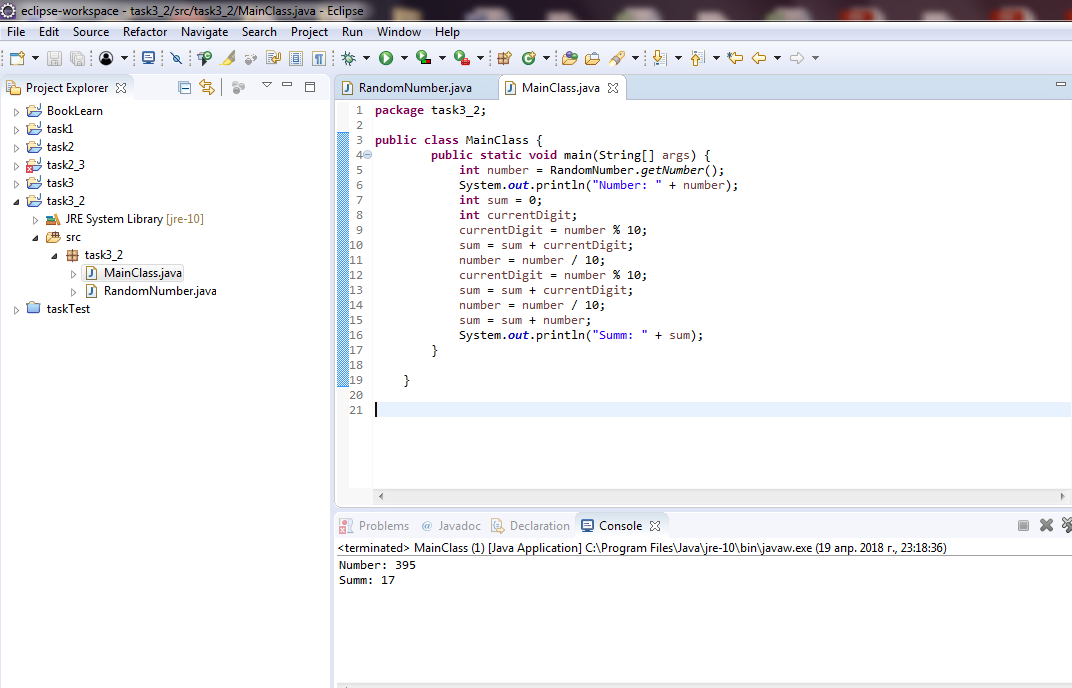 eclipse-workspace - task3_2/src/task3_2/MainClass.java - Eclipse
File Edit Source Refactor Navigate Search Project Run Window Help
Project Explorer
BookLearn
task1
task2
task2_3
task3
task3_2
JRE System Library [jre-10]
src
task3_2
MainClass.java
RandomNumber.java
taskTest
RandomNumber.java MainClass.java
1 package task3_2;
2
3 public class MainClass {
4 public static void main(String[] args) {
5 int number = RandomNumber.getNumber();
6 System.out.println("Number: " + number);
7 int sum = 0;
8 int currentDigit;
9 currentDigit = number % 10;
10 sum = sum + currentDigit;
11 number = number / 10;
12 currentDigit = number % 10;
13 sum = sum + currentDigit;
14 number = number / 10;
15 sum = sum + number;
16 System.out.println("Summ: " + sum);
17 }
18
19 }
20
21
Problems @ Javadoc Declaration Console
<terminated> MainClass (1) [Java Application] C:\Program Files\Java\jre-10\bin\javaw.exe (19 апр. 2018 г., 23:18:36)
Number: 395
Summ: 17